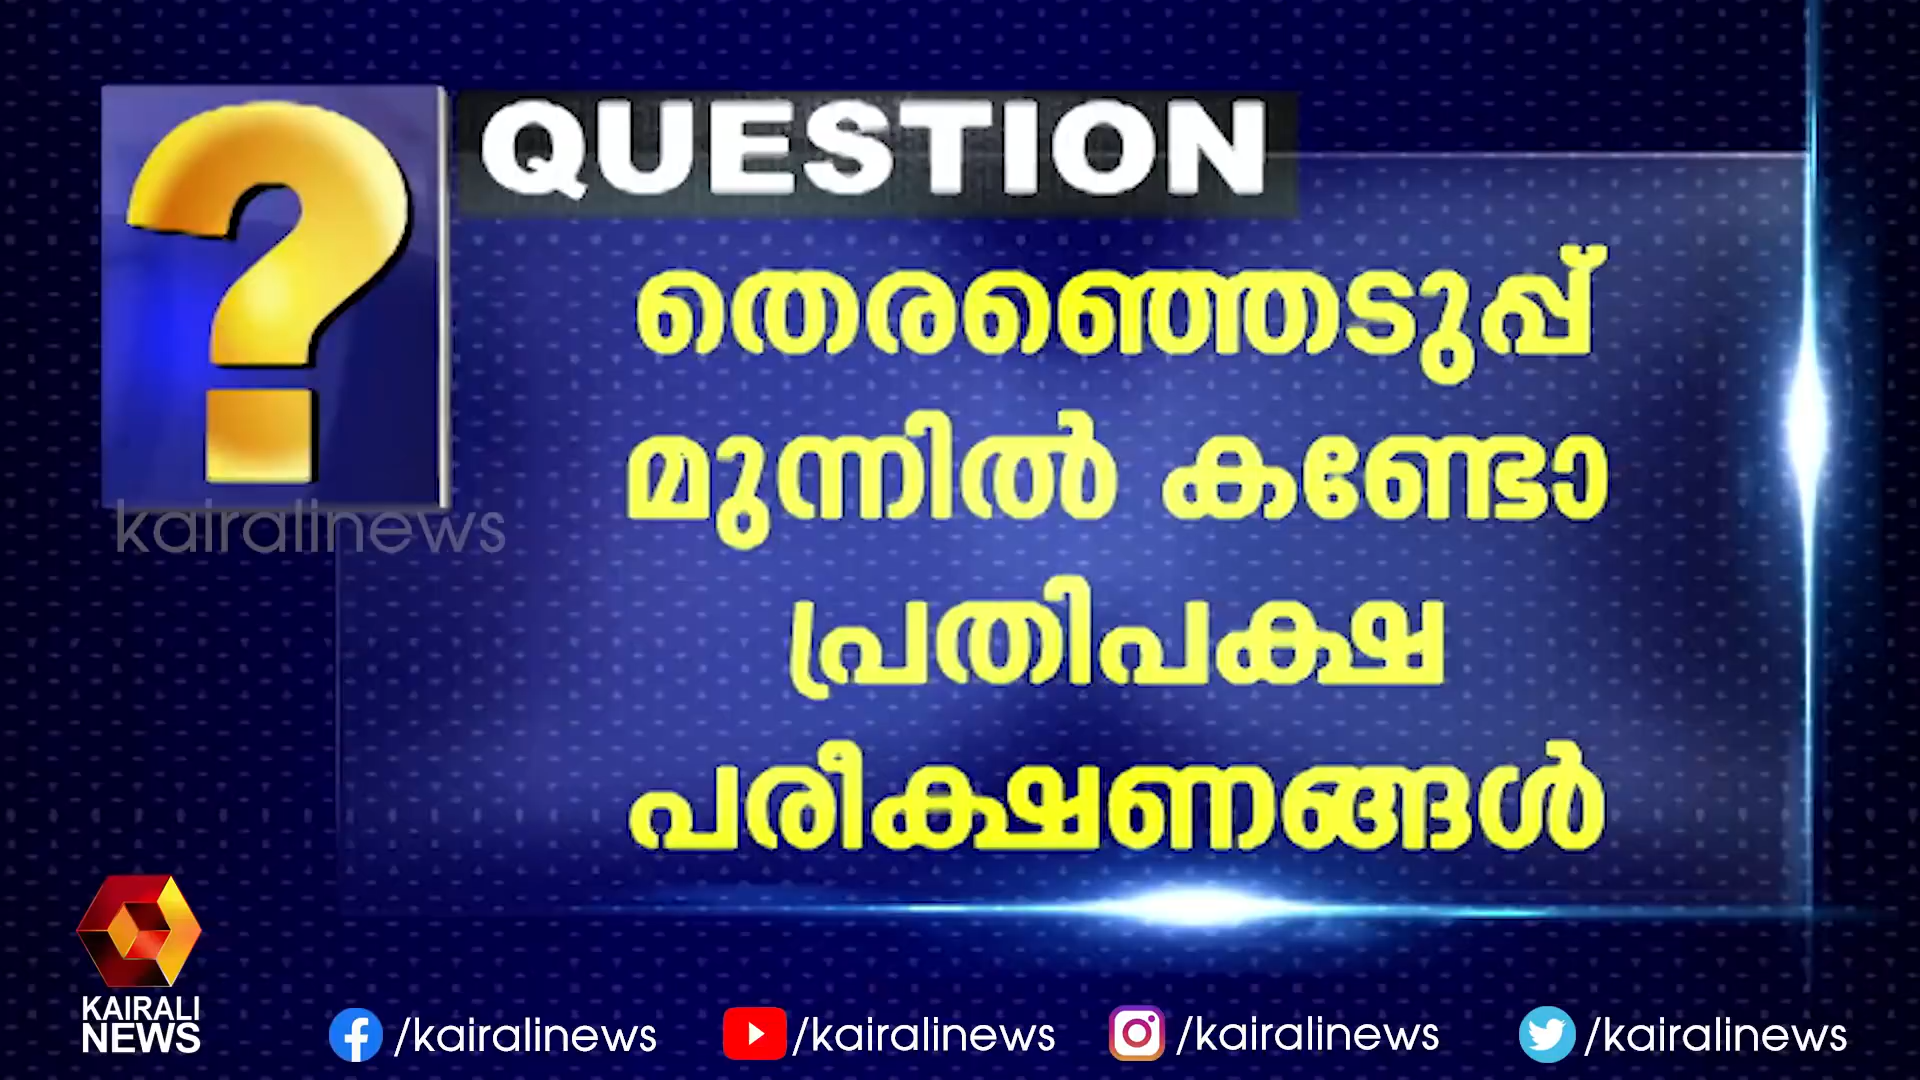 ?
QUESTION
തെരഞ്ഞെടുപ്പ്
മുന്നിൽ കണ്ടോ
പ്രതിപക്ഷ
പരീക്ഷണങ്ങൾ
kairalinews
KAIRALI
NEWS
/kairalinews
/kairalinews
/kairalinews
/kairalinews